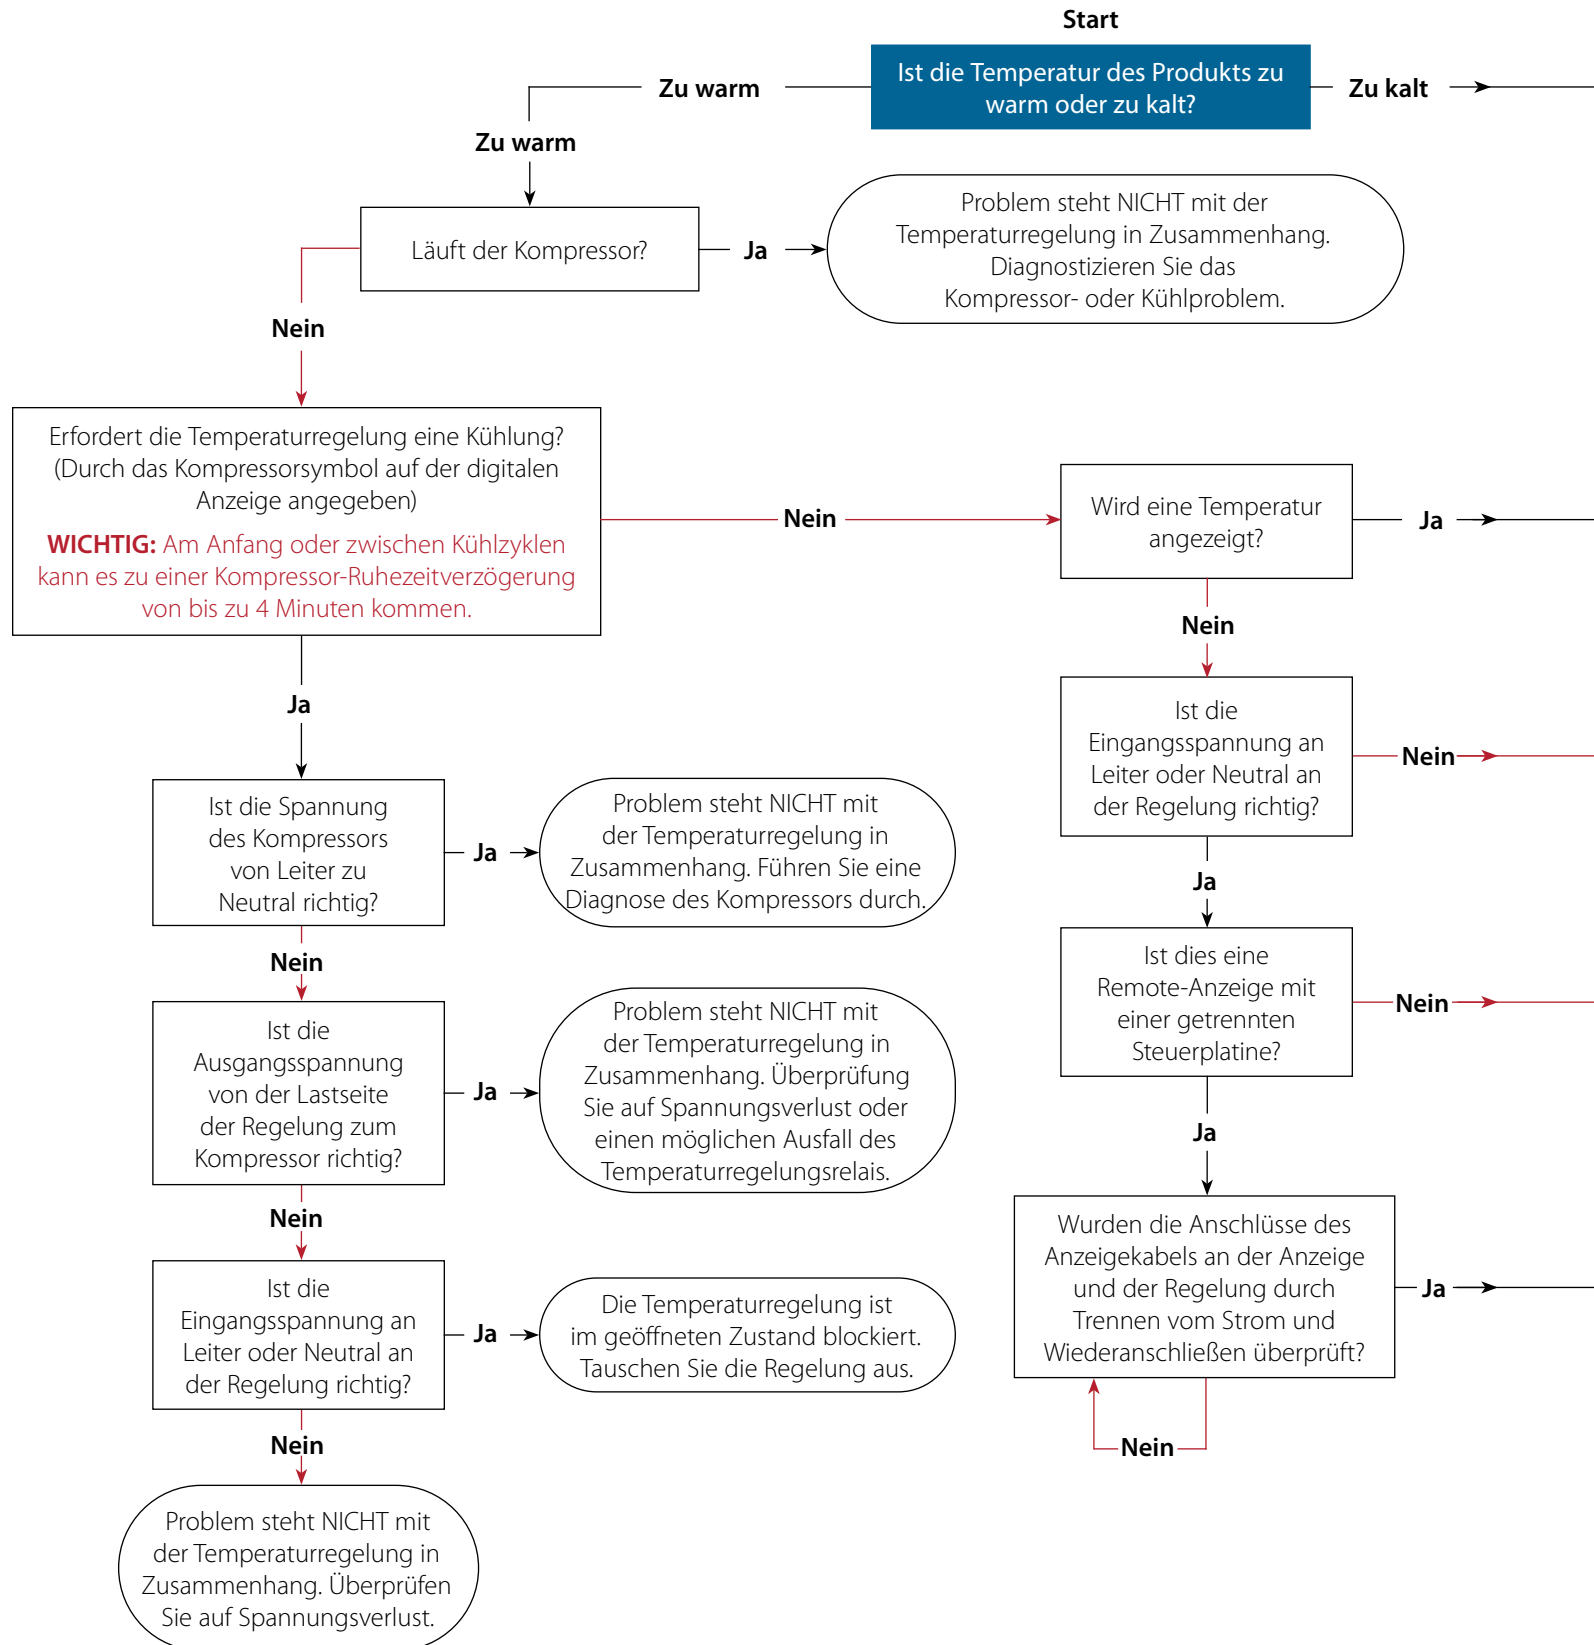 Start
Ist die Temperatur des Produkts zu
warm oder zu kalt?
Zu warm
Zu kalt
Zu warm
Läuft der Kompressor?
Ja
Problem steht NICHT mit der
Temperaturregelung in Zusammenhang.
Diagnostizieren Sie das
Kompressor- oder Kühlproblem.
Nein
Erfordert die Temperaturregelung eine Kühlung?
(Durch das Kompressorsymbol auf der digitalen
Anzeige angegeben)
WICHTIG: Am Anfang oder zwischen Kühlzyklen
kann es zu einer Kompressor-Ruhezeitverzögerung
von bis zu 4 Minuten kommen.
Nein
Wird eine Temperatur
angezeigt?
Ja
Nein
Ist die
Eingangsspannung an
Leiter oder Neutral an
der Regelung richtig?
Nein
Ja
Ist dies eine
Remote-Anzeige mit
einer getrennten
Steuerplatine?
Nein
Ja
Wurden die Anschlüsse des
Anzeigekabels an der Anzeige
und der Regelung durch
Trennen vom Strom und
Wiederanschließen überprüft?
Ja
Nein
Ja
Ist die Spannung
des Kompressors
von Leiter zu
Neutral richtig?
Ja
Problem steht NICHT mit
der Temperaturregelung in
Zusammenhang. Führen Sie eine
Diagnose des Kompressors durch.
Nein
Ist die
Ausgangsspannung
von der Lastseite
der Regelung zum
Kompressor richtig?
Ja
Problem steht NICHT mit
der Temperaturregelung in
Zusammenhang. Überprüfung
Sie auf Spannungsverlust oder
einen möglichen Ausfall des
Temperaturregelungsrelais.
Nein
Ist die
Eingangsspannung an
Leiter oder Neutral an
der Regelung richtig?
Ja
Die Temperaturregelung ist
im geöffneten Zustand blockiert.
Tauschen Sie die Regelung aus.
Nein
Problem steht NICHT mit
der Temperaturregelung in
Zusammenhang. Überprüfen
Sie auf Spannungsverlust.